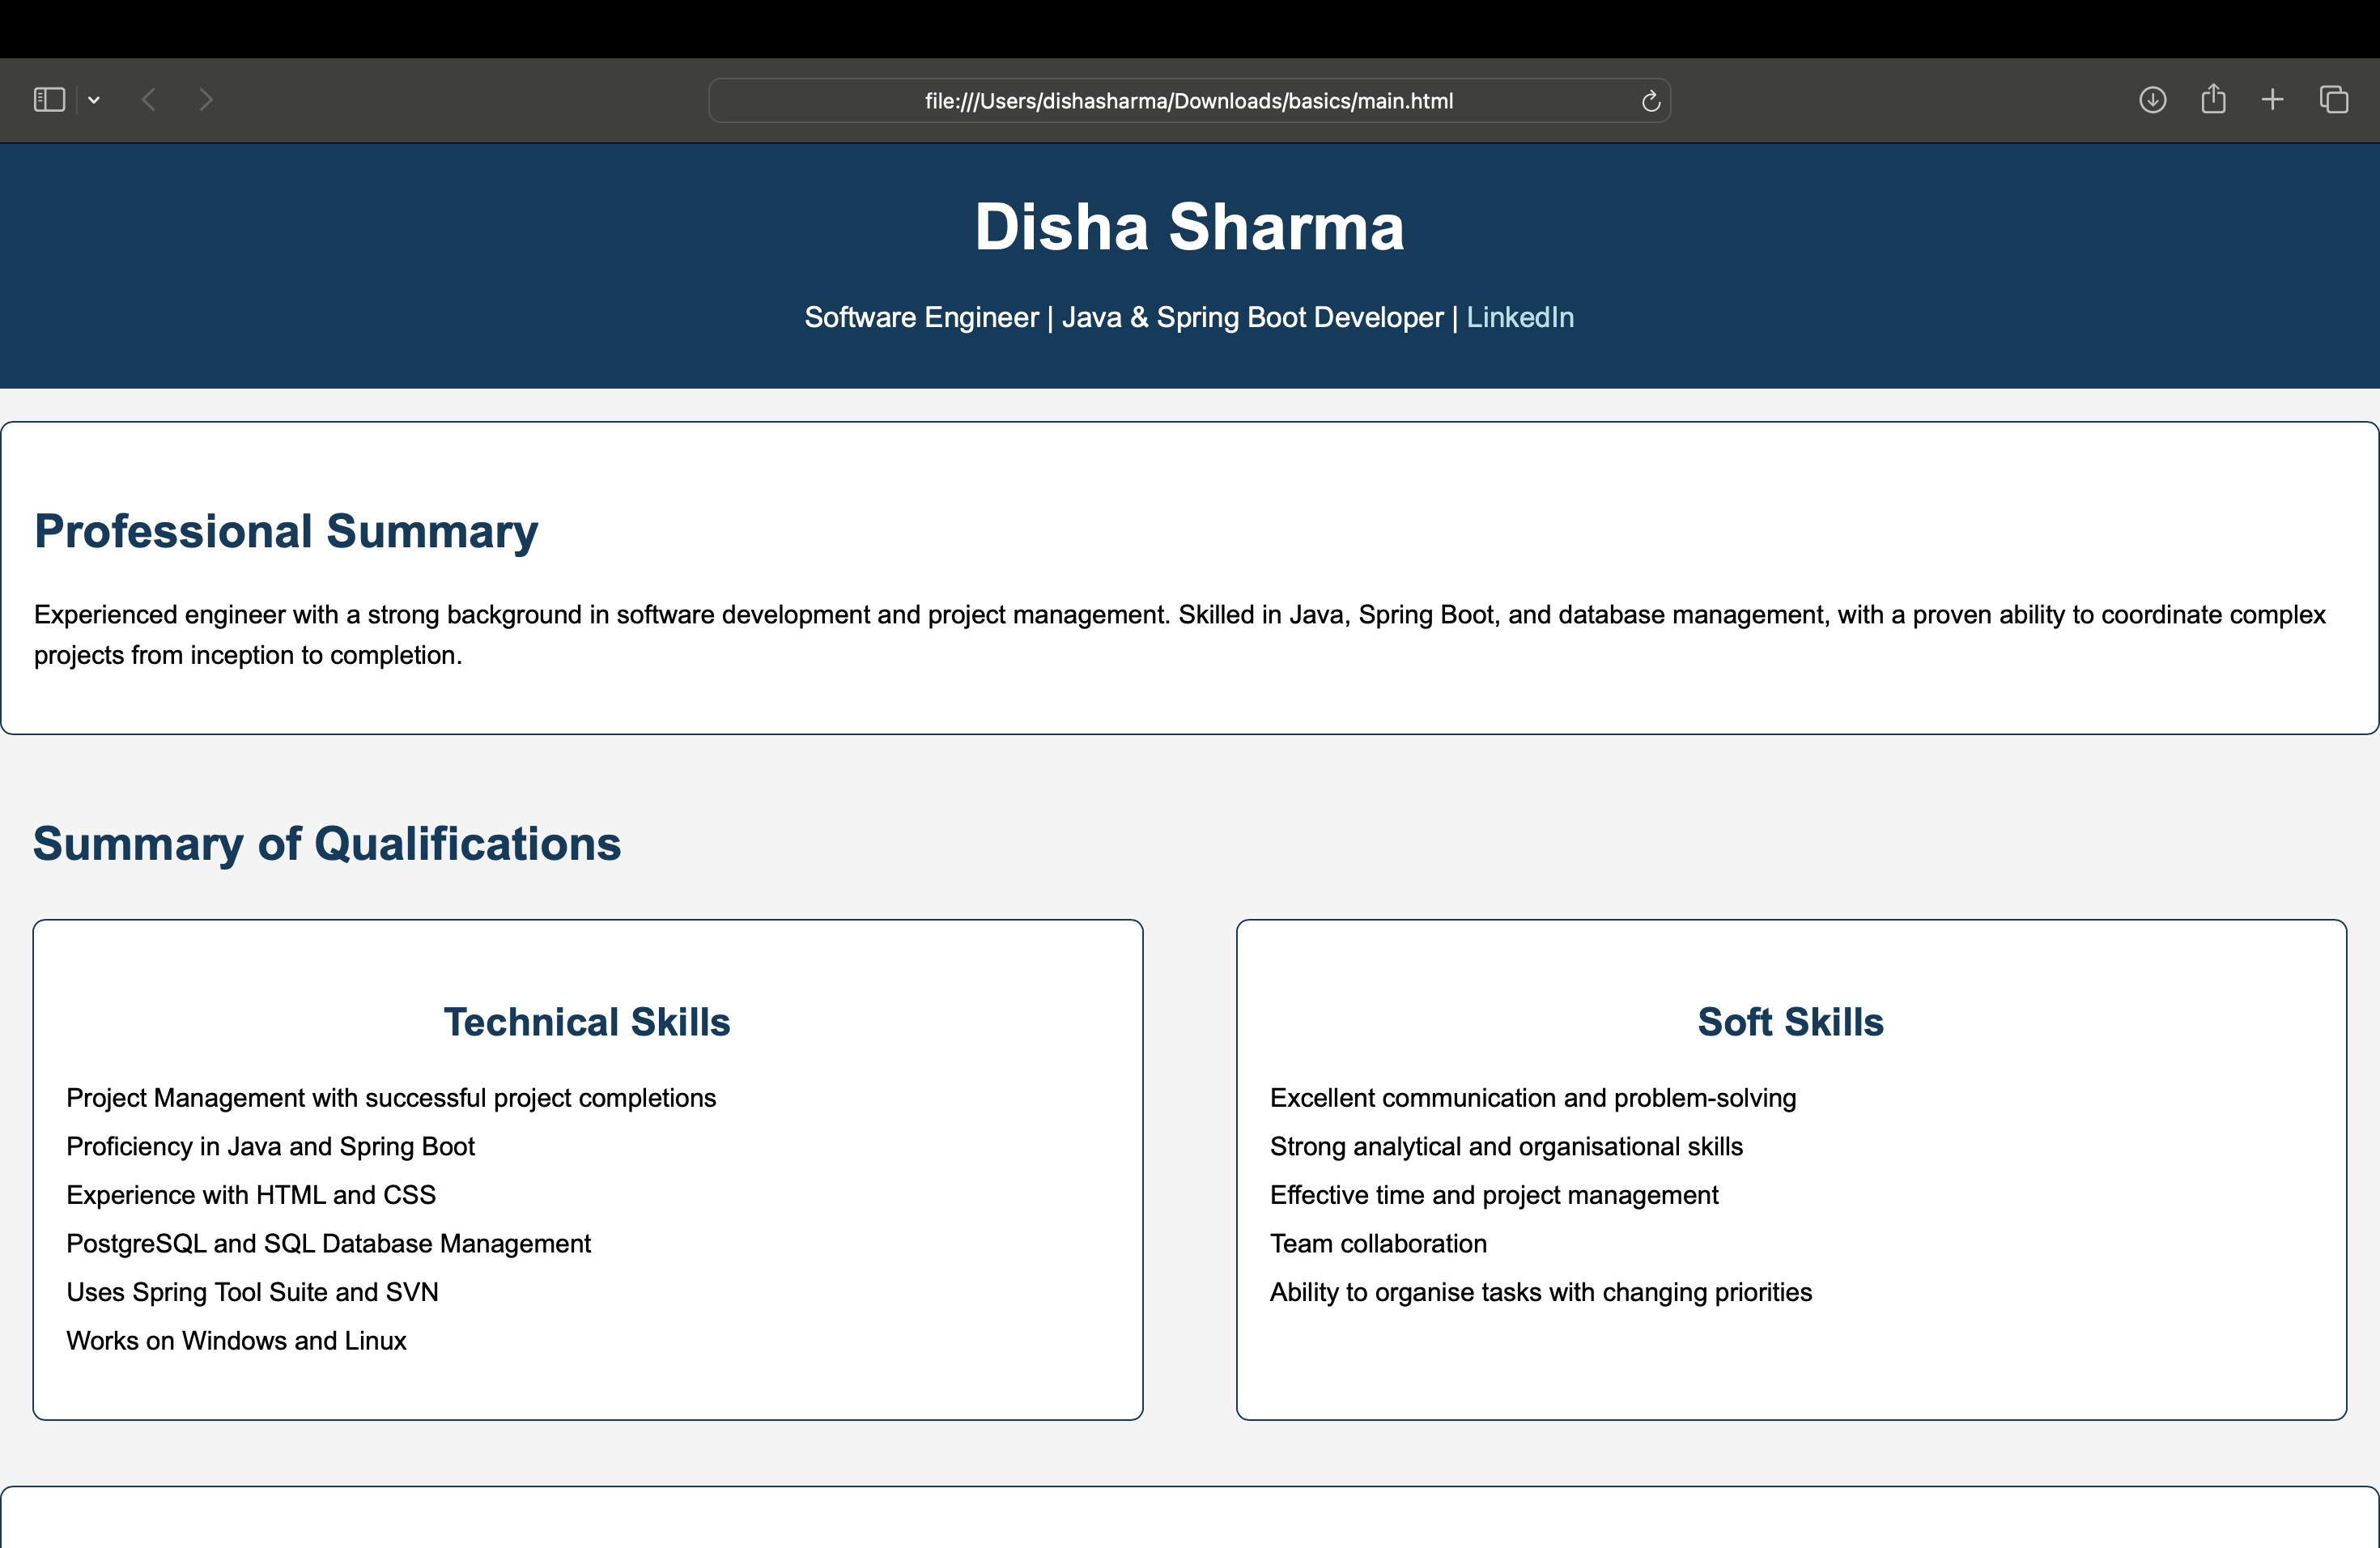 file:///Users/dishasharma/Downloads/basics/main.html
Disha Sharma
Software Engineer | Java & Spring Boot Developer | LinkedIn
Professional Summary
Experienced engineer with a strong background in software development and project management. Skilled in Java, Spring Boot, and database management, with a proven ability to coordinate complex
projects from inception to completion.
Summary of Qualifications
Technical Skills
Project Management with successful project completions
Proficiency in Java and Spring Boot
Experience with HTML and CSS
PostgreSQL and SQL Database Management
Uses Spring Tool Suite and SVN
Works on Windows and Linux
Soft Skills
Excellent communication and problem-solving
Strong analytical and organisational skills
Effective time and project management
Team collaboration
Ability to organise tasks with changing priorities